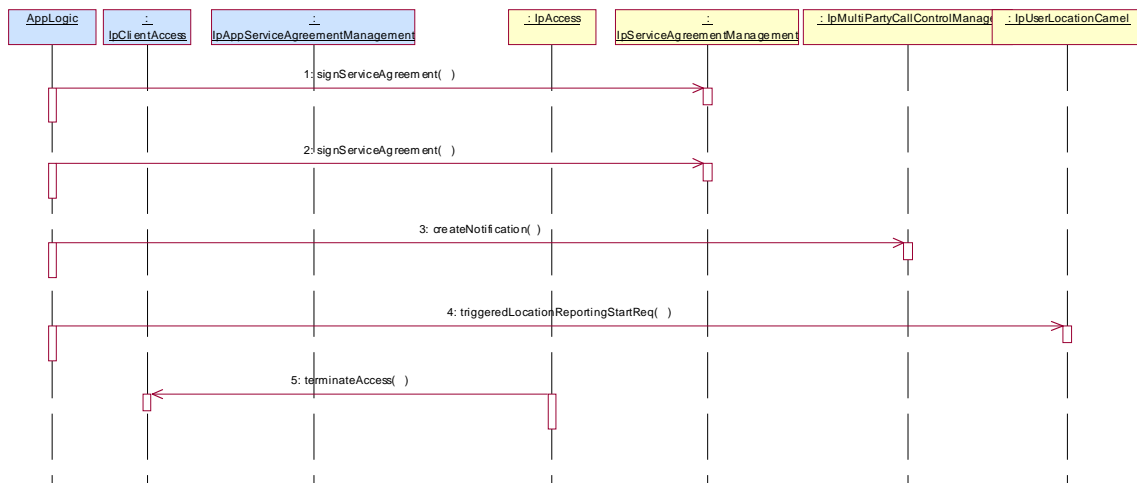 AppLogic
:
IpClientAccess
:
IpAppServiceAgreementManagement
: IpAccess
:
IpServiceAgreementManagement
: IpMultiPartyCallControlManage
: IpUserLocationCamel
1: signServiceAgreement( )
2: signServiceAgreement( )
3: createNotification( )
4: triggeredLocationReportingStartReq( )
5: terminateAccess( )